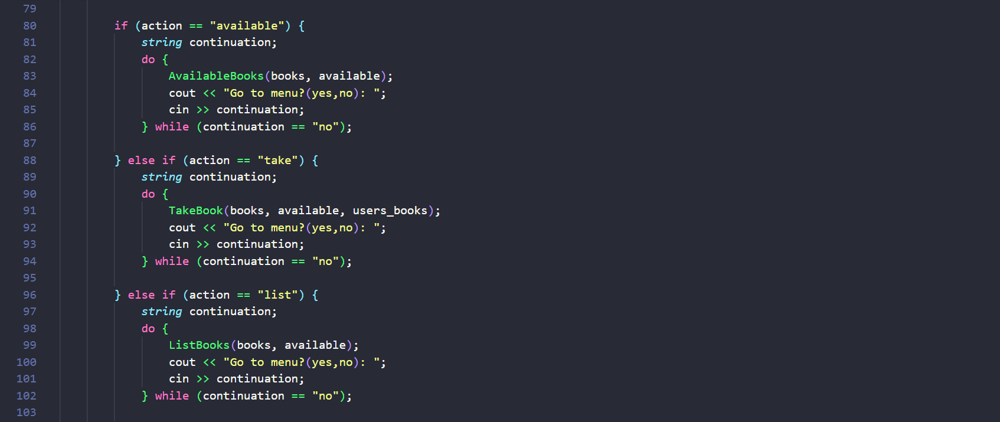 79
80 if (action == "available") {
81 string continuation;
82 do {
83 AvailableBooks(books, available);
84 cout << "Go to menu?(yes,no): ";
85 cin >> continuation;
86 } while (continuation == "no");
87
88 } else if (action == "take") {
89 string continuation;
90 do {
91 TakeBook(books, available, users_books);
92 cout << "Go to menu?(yes,no): ";
93 cin >> continuation;
94 } while (continuation == "no");
95
96 } else if (action == "list") {
97 string continuation;
98 do {
99 ListBooks(books, available);
100 cout << "Go to menu?(yes,no): ";
101 cin >> continuation;
102 } while (continuation == "no");
103